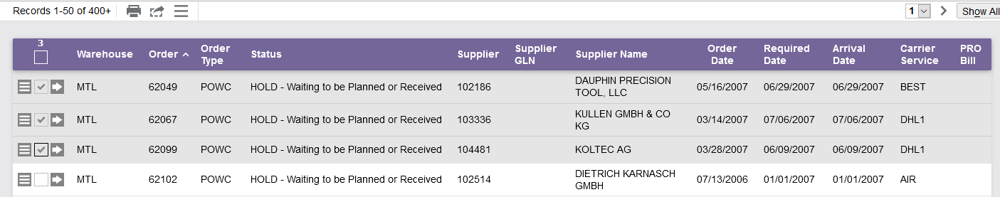 Records 1-50 of 400+ 1 Show All
3 Warehouse Order Order Type Status Supplier Supplier GLN Supplier Name Order Date Required Date Arrival Date Carrier Service PRO Bill
MTL 62049 POWC HOLD - Waiting to be Planned or Received 102186 DAUPHIN PRECISION TOOL, LLC 05/16/2007 06/29/2007 06/29/2007 BEST
MTL 62067 POWC HOLD - Waiting to be Planned or Received 103336 KULLEN GMBH & CO KG 03/14/2007 07/06/2007 07/06/2007 DHL1
MTL 62099 POWC HOLD - Waiting to be Planned or Received 104481 KOLTEC AG 03/28/2007 06/09/2007 06/09/2007 DHL1
MTL 62102 POWC HOLD - Waiting to be Planned or Received 102514 DIETRICH KARNASCH GMBH 07/13/2006 01/01/2007 01/01/2007 AIR